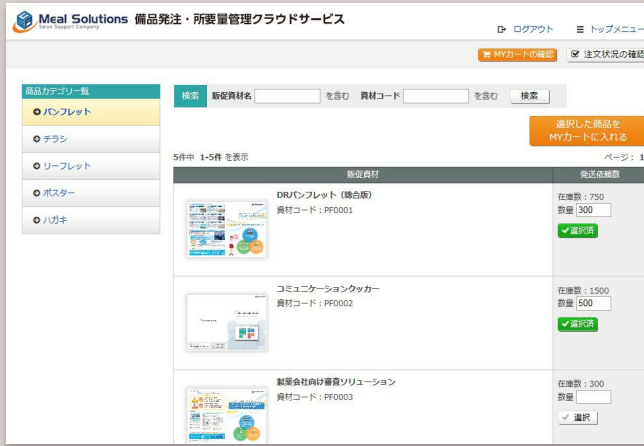 Meal Solutions 備品発注・所要量管理クラウドサービス
Sales Support Company
ログアウト
トップメニュー
MYカートの確認
注文状況の確認
商品カテゴリ一覧
パンフレット
チラシ
リーフレット
ポスター
ハガキ
検索 販促資材名 を含む 資材コード を含む 検索
選択した商品を
MYカートに入れる
5件中 1-5件 を表示
ページ： 1
販促資材 発送依頼数
DRパンフレット（総合版）
資材コード：PF0001
在庫数：750
数量 300
選択済
コミュニケーションクッカー
資材コード：PF0002
在庫数：1500
数量 500
選択済
製薬会社向け審査ソリューション
資材コード：PF0003
在庫数：300
数量
選択